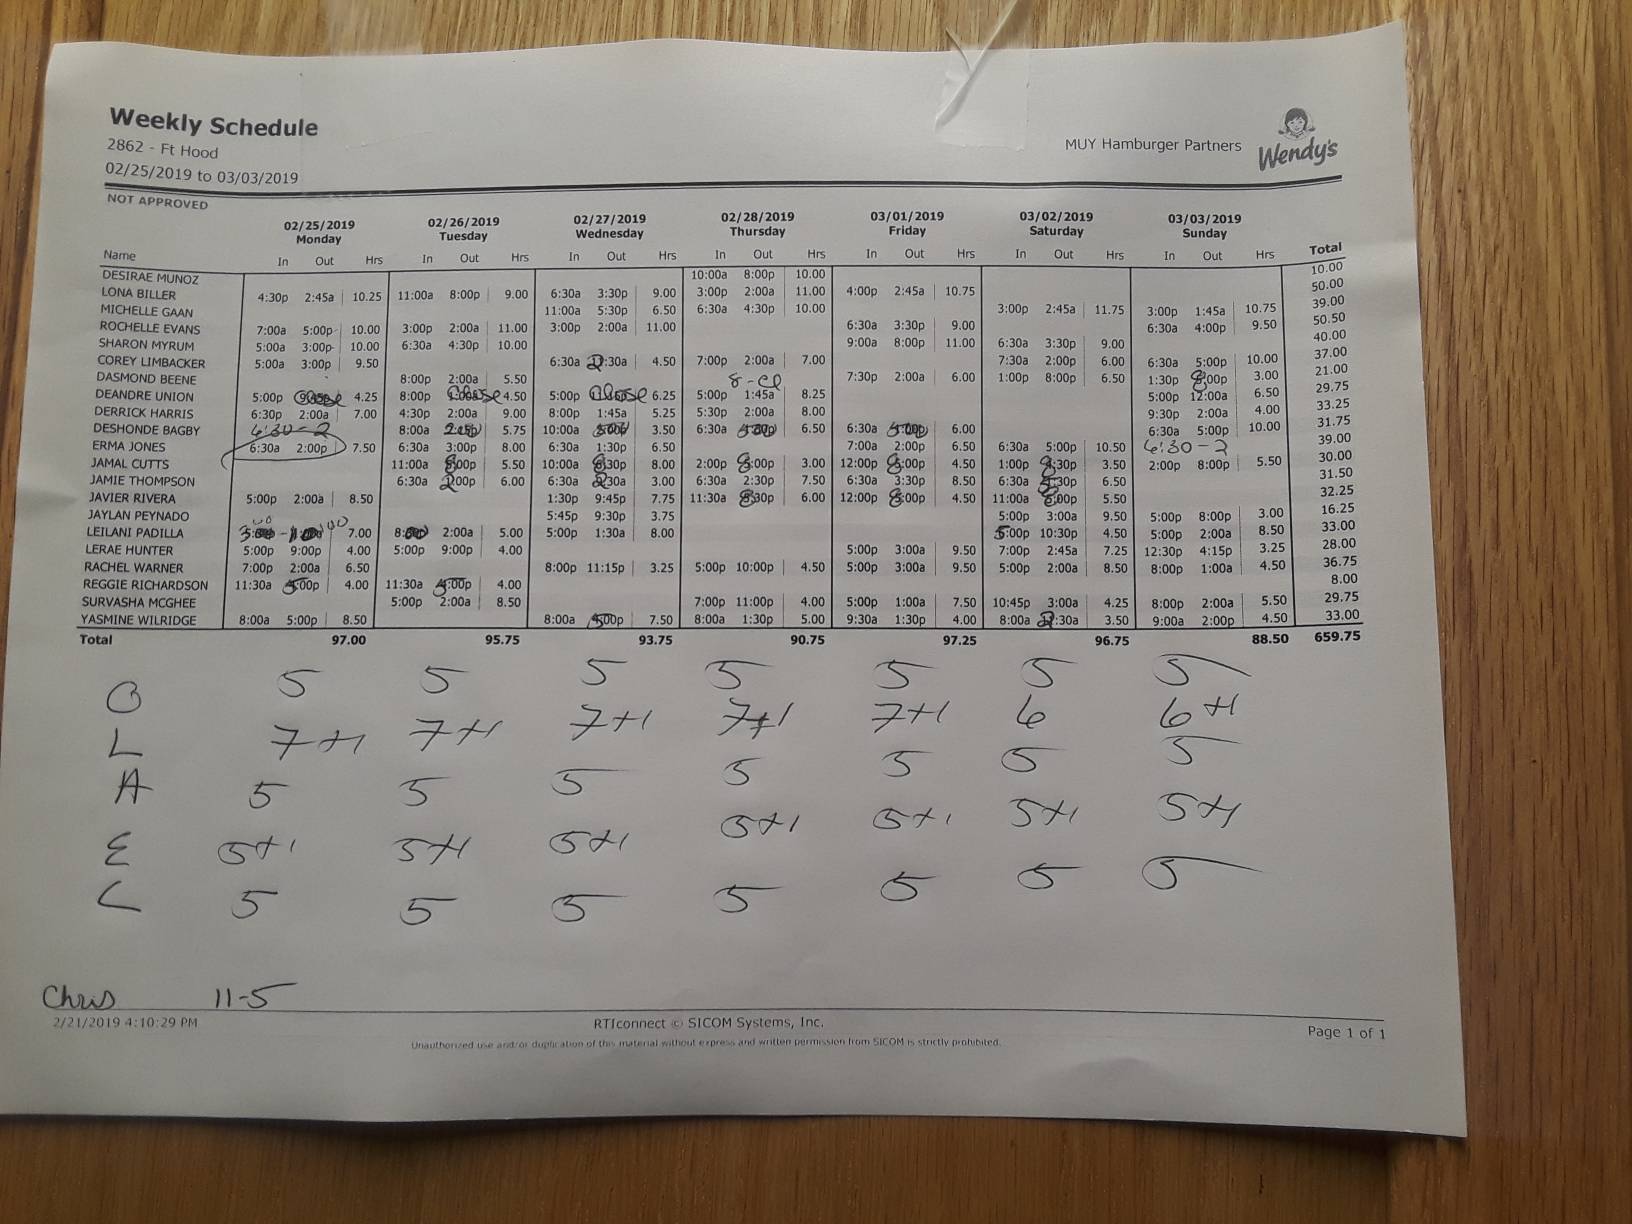 Weekly Schedule
2862 - Ft Hood
02/25/2019 to 03/03/2019
MUY Hamburger Partners
Wendy's
NOT APPROVED
02/25/2019 02/26/2019 02/27/2019 02/28/2019 03/01/2019 03/02/2019 03/03/2019
Monday Tuesday Wednesday Thursday Friday Saturday Sunday
Name In Out Hrs In Out Hrs In Out Hrs In Out Hrs In Out Hrs In Out Hrs In Out Hrs Total
DESIRAE MUNOZ 10:00a 8:00p 10.00 10.00
LONA BILLER 4:30p 2:45a 10.25 11:00a 8:00p 9.00 6:30a 3:30p 9.00 3:00p 2:00a 11.00 4:00p 2:45a 10.75 50.00
MICHELLE GAAN 11:00a 5:30p 6.50 6:30a 4:30p 10.00 3:00p 2:45a 11.75 3:00p 1:45a 10.75 39.00
ROCHELLE EVANS 7:00a 5:00p 10.00 3:00p 2:00a 11.00 3:00p 2:00a 11.00 6:30a 3:30p 9.00 6:30a 4:00p 9.50 50.50
SHARON MYRUM 5:00a 3:00p 10.00 6:30a 4:30p 10.00 9:00a 8:00p 11.00 6:30a 3:30p 9.00 40.00
COREY LIMBACKER 5:00a 3:00p 9.50 6:30a :30a 4.50 7:00p 2:00a 7.00 7:30a 2:00p 6.00 6:30a 5:00p 10.00 37.00
DASMOND BEENE 8:00p 2:00a 5.50 8-cl 7:30p 2:00a 6.00 1:00p 8:00p 6.50 1:30p 8:00p 3.00 21.00
DEANDRE UNION 5:00p Close 4.25 8:00p Close 4.50 5:00p Close 6.25 5:00p 1:45a 8.25 5:00p 12:00a 6.50 29.75
DERRICK HARRIS 6:30p 2:00a 7.00 4:30p 2:00a 9.00 8:00p 1:45a 5.25 5:30p 2:00a 8.00 9:30p 2:00a 4.00 33.25
DESHONDE BAGBY 6:30-2 8:00a 5.75 10:00a 3.50 6:30a 6.50 6:30a 6.00 6:30a 5:00p 10.00 31.75
ERMA JONES 6:30a 2:00p 7.50 6:30a 3:00p 8.00 6:30a 1:30p 6.50 7:00a 2:00p 6.50 6:30a 5:00p 10.50 6:30-2 39.00
JAMAL CUTTS 11:00a 8:00p 5.50 10:00a 8:30p 8.00 2:00p 8:00p 3.00 12:00p 8:00p 4.50 1:00p 8:30p 3.50 2:00p 8:00p 5.50 30.00
JAMIE THOMPSON 6:30a 2:00p 6.00 6:30a 2:30a 3.00 6:30a 2:30p 7.50 6:30a 3:30p 8.50 6:30a :30p 6.50 31.50
JAVIER RIVERA 5:00p 2:00a 8.50 1:30p 9:45p 7.75 11:30a 8:30p 6.00 12:00p 8:00p 4.50 11:00a 8:00p 5.50 32.25
JAYLAN PEYNADO 5:45p 9:30p 3.75 5:00p 3:00a 9.50 5:00p 8:00p 3.00 16.25
LEILANI PADILLA 7.00 8: 2:00a 5.00 5:00p 1:30a 8.00 5:00p 10:30p 4.50 5:00p 2:00a 8.50 33.00
LERAE HUNTER 5:00p 9:00p 4.00 5:00p 9:00p 4.00 5:00p 3:00a 9.50 7:00p 2:45a 7.25 12:30p 4:15p 3.25 28.00
RACHEL WARNER 7:00p 2:00a 6.50 8:00p 11:15p 3.25 5:00p 10:00p 4.50 5:00p 3:00a 9.50 5:00p 2:00a 8.50 8:00p 1:00a 4.50 36.75
REGGIE RICHARDSON 11:30a 5:00p 4.00 11:30a 5:00p 4.00 8.00
SURVASHA MCGHEE 5:00p 2:00a 8.50 7:00p 11:00p 4.00 5:00p 1:00a 7.50 10:45p 3:00a 4.25 8:00p 2:00a 5.50 29.75
YASMINE WILRIDGE 8:00a 5:00p 8.50 8:00a 5:00p 7.50 8:00a 1:30p 5.00 9:30a 1:30p 4.00 8:00a :30a 3.50 9:00a 2:00p 4.50 33.00
Total 97.00 95.75 93.75 90.75 97.25 96.75 88.50 659.75
O 5 5 5 5 5 5 5
L 7+1 7+1 7+1 7+1 7+1 6 6+1
A 5 5 5 5 5 5 5
E 5+1 5+1 5+1 5+1 5+1 5+1 5+1
C 5 5 5 5 5 5 5
Chris 11-5
2/21/2019 4:10:29 PM
RTIconnect © SICOM Systems, Inc.
Page 1 of 1
Unauthorized use and/or duplication of this material without express and written permission from SICOM is strictly prohibited.